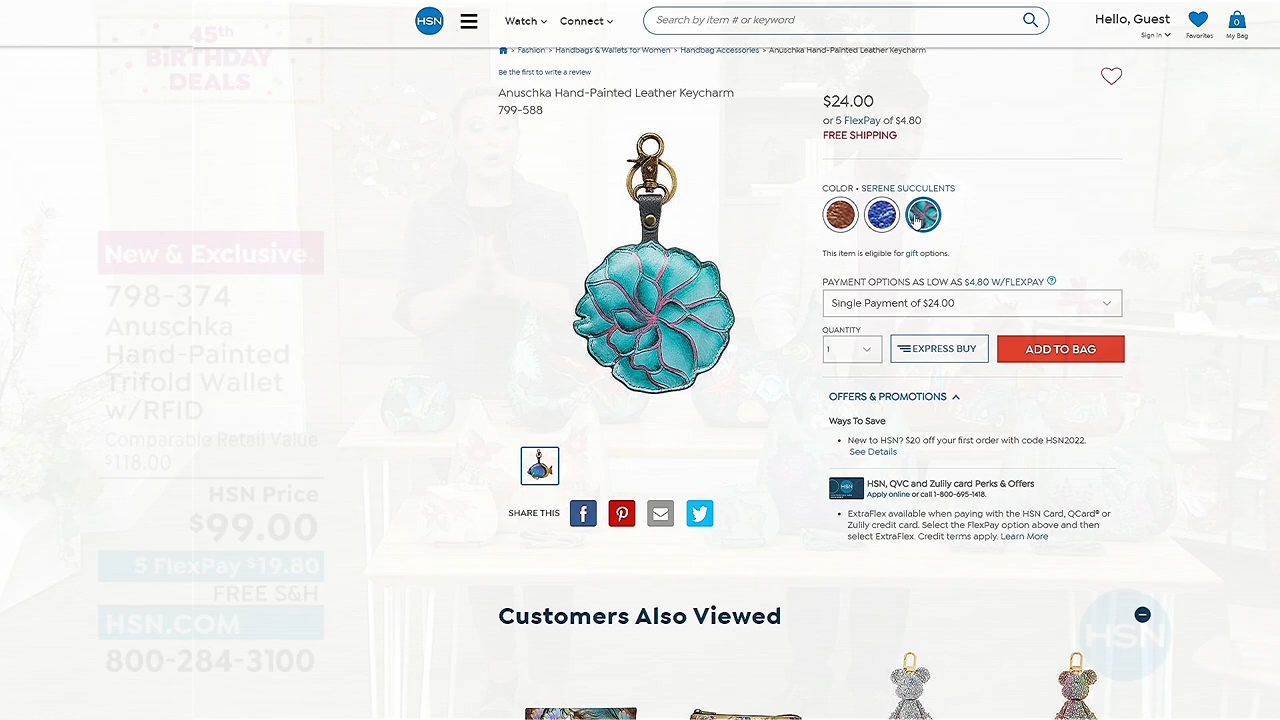 HSN
Watch
Connect
Search by item # or keyword
Hello, Guest
Sign In
Favorites
0
My Bag
> Fashion > Handbags & Wallets for Women > Handbag Accessories > Anuschka Hand-Painted Leather Keycharm
Be the first to write a review
Anuschka Hand-Painted Leather Keycharm
799-588
$24.00
or 5 FlexPay of $4.80
FREE SHIPPING
COLOR • SERENE SUCCULENTS
This item is eligible for gift options.
PAYMENT OPTIONS AS LOW AS $4.80 W/FLEXPAY ?
Single Payment of $24.00
QUANTITY
1
EXPRESS BUY
ADD TO BAG
OFFERS & PROMOTIONS
Ways To Save
• New to HSN? $20 off your first order with code HSN2022.
See Details
HSN
HSN, QVC and Zulily card Perks & Offers
Apply online or call 1-800-695-1418.
• ExtraFlex available when paying with the HSN Card, QCard® or
Zulily credit card. Select the FlexPay option above and then
select ExtraFlex. Credit terms apply. Learn More
SHARE THIS
Customers Also Viewed
45th
BIRTHDAY
DEALS
New & Exclusive.
798-374
Anuschka
Hand-Painted
Trifold Wallet
w/RFID
Comparable Retail Value
$118.00
HSN Price
$99.00
5 FlexPay $19.80
FREE S&H
HSN.COM
800-284-3100
HSN